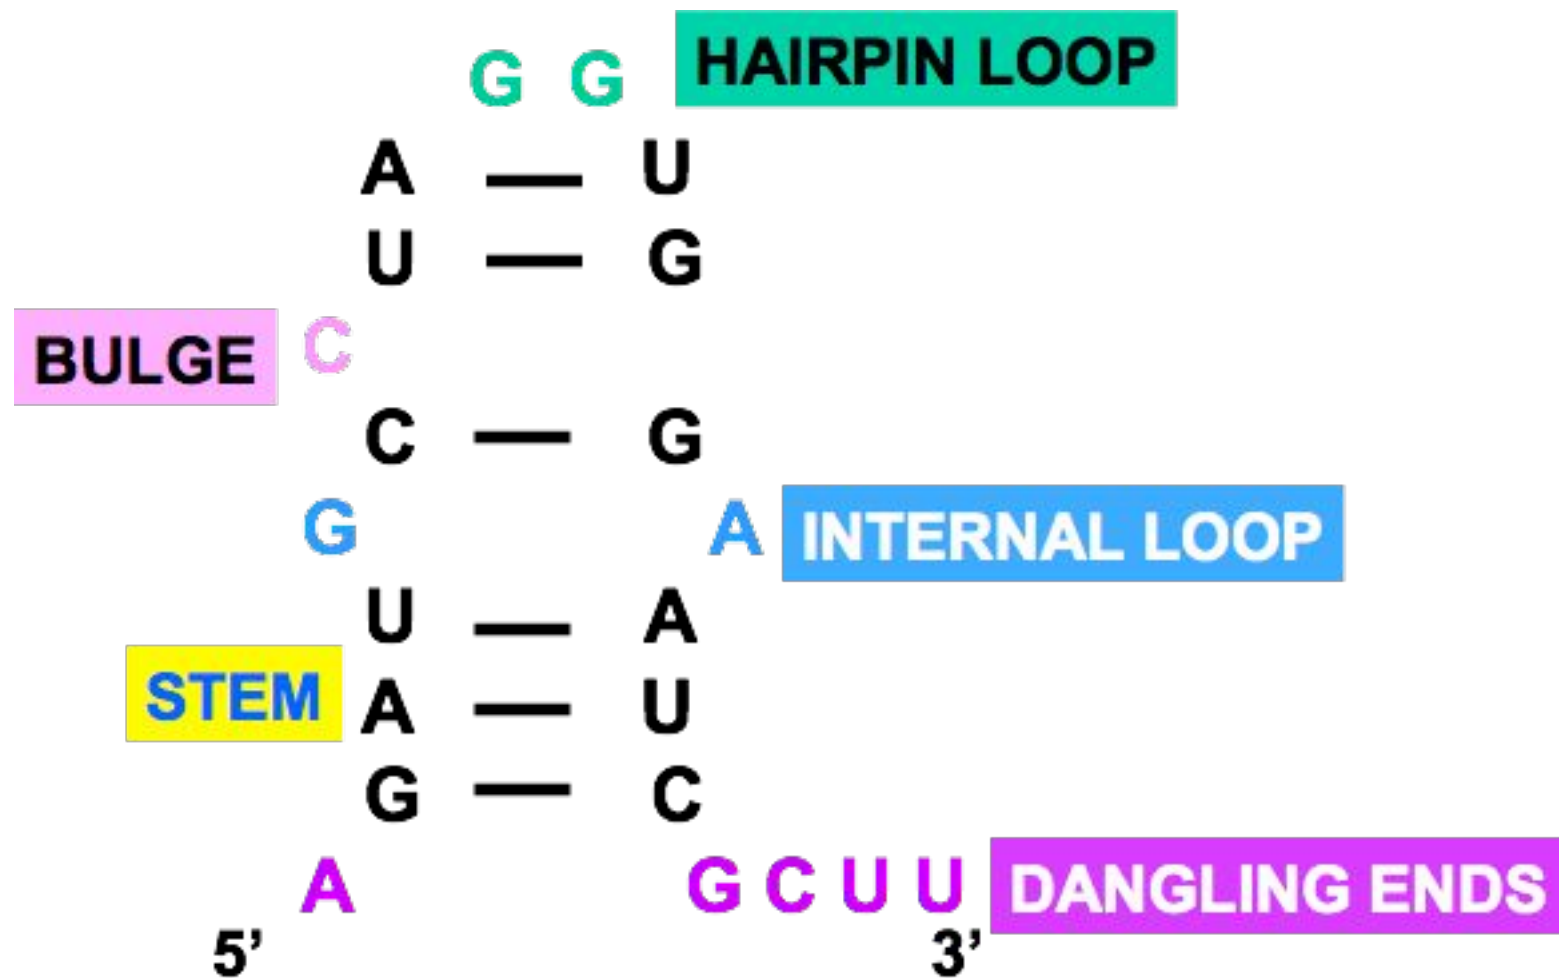 G G HAIRPIN LOOP
A — U
U — G
BULGE C
C — G
G A INTERNAL LOOP
U — A
STEM A — U
G — C
A G C U U DANGLING ENDS
5’ 3’